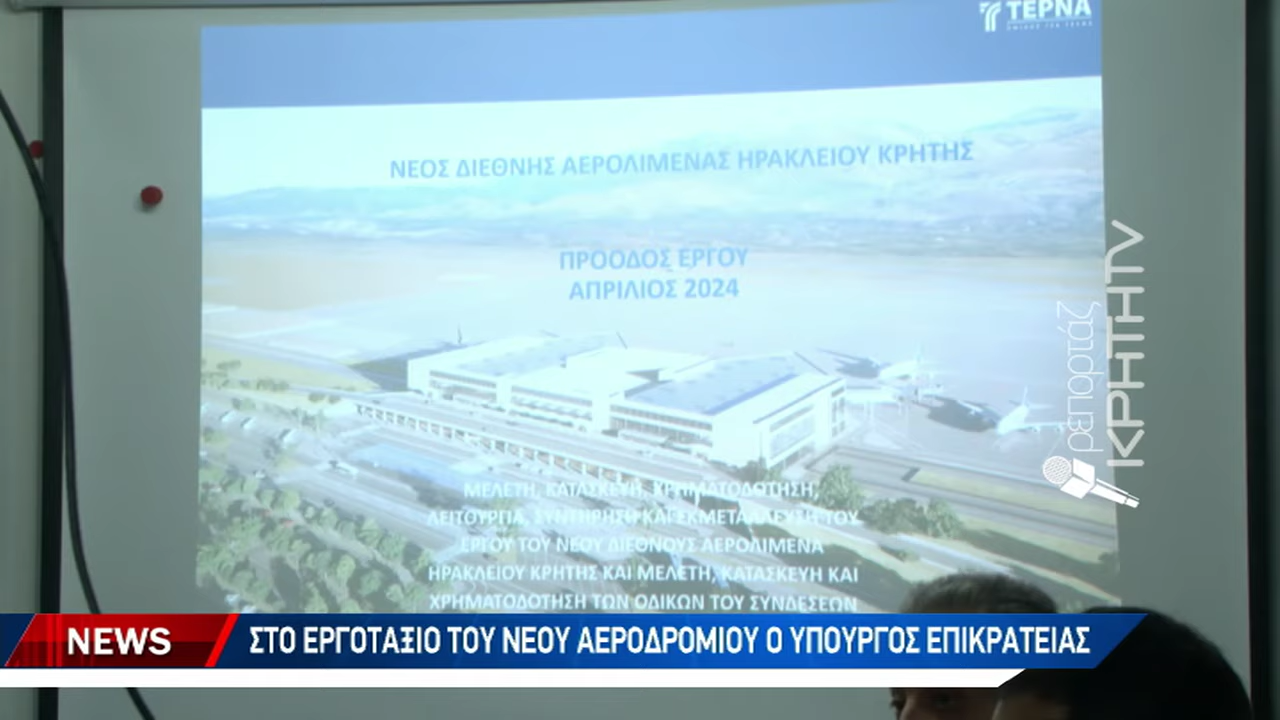 ΤΕΡΝΑ
ΝΕΟΣ ΔΙΕΘΝΗΣ ΑΕΡΟΛΙΜΕΝΑΣ ΗΡΑΚΛΕΙΟΥ ΚΡΗΤΗΣ
ΠΡΟΟΔΟΣ ΕΡΓΟΥ
ΑΠΡΙΛΙΟΣ 2024
ΜΕΛΕΤΗ, ΚΑΤΑΣΚΕΥΗ, ΧΡΗΜΑΤΟΔΟΤΗΣΗ,
ΛΕΙΤΟΥΡΓΙΑ, ΣΥΝΤΗΡΗΣΗ ΚΑΙ ΕΚΜΕΤΑΛΛΕΥΣΗ ΤΟΥ
ΕΡΓΟΥ ΤΟΥ ΝΕΟΥ ΔΙΕΘΝΟΥΣ ΑΕΡΟΛΙΜΕΝΑ
ΗΡΑΚΛΕΙΟΥ ΚΡΗΤΗΣ ΚΑΙ ΜΕΛΕΤΗ, ΚΑΤΑΣΚΕΥΗ ΚΑΙ
ΧΡΗΜΑΤΟΔΟΤΗΣΗ ΤΩΝ ΟΔΙΚΩΝ ΤΟΥ ΣΥΝΔΕΣΕΩΝ
ρεπορτάζ
ΚΡΗΤΗTV
NEWS ΣΤΟ ΕΡΓΟΤΑΞΙΟ ΤΟΥ ΝΕΟΥ ΑΕΡΟΔΡΟΜΙΟΥ Ο ΥΠΟΥΡΓΟΣ ΕΠΙΚΡΑΤΕΙΑΣ